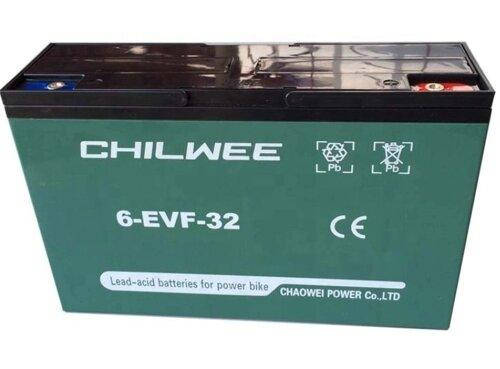 CHILWEE
Pb Pb
6-EVF-32
CE
Lead-acid batteries for power bike
CHAOWEI POWER Co.,LTD